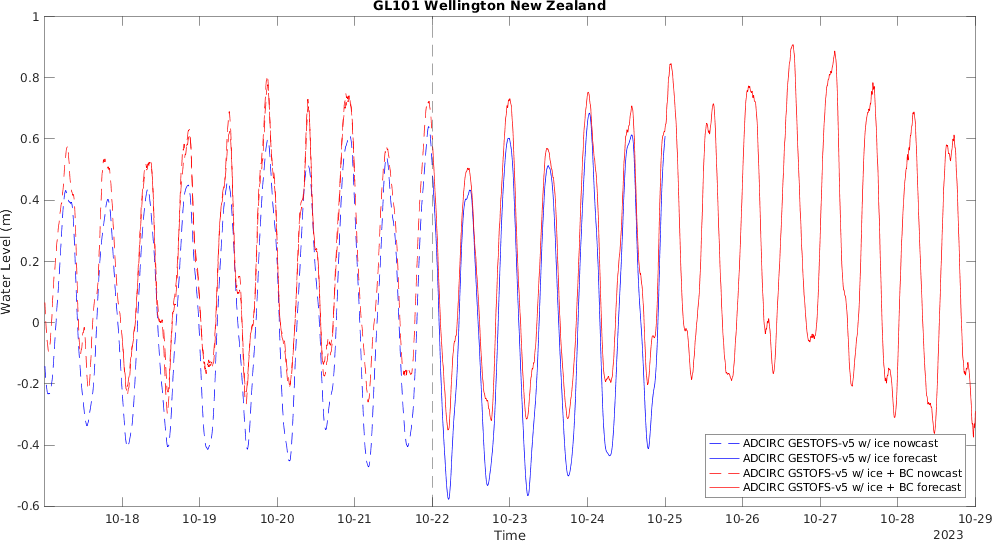 GL101 Wellington New Zealand
1
0.8
0.6
0.4
0.2
0
-0.2
-0.4
-0.6
Water Level (m)
ADCIRC GESTOFS-v5 w/ ice nowcast
ADCIRC GESTOFS-v5 w/ ice forecast
ADCIRC GSTOFS-v5 w/ ice + BC nowcast
ADCIRC GSTOFS-v5 w/ ice + BC forecast
10-18 10-19 10-20 10-21 10-22 10-23 10-24 10-25 10-26 10-27 10-28 10-29
Time
2023